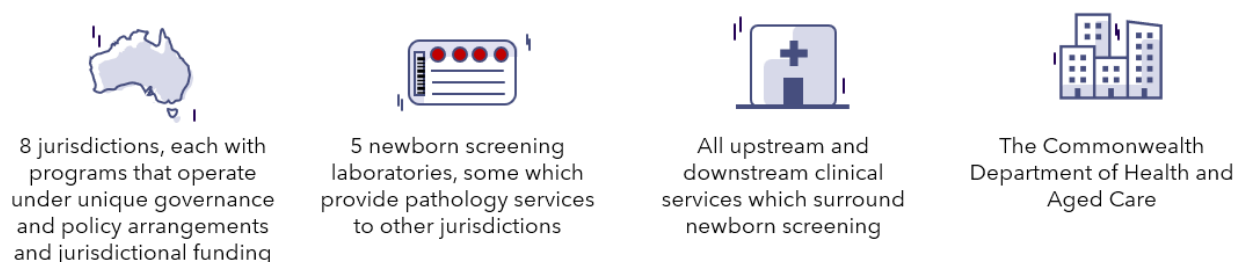 8 jurisdictions, each with
programs that operate
under unique governance
and policy arrangements
and jurisdictional funding
5 newborn screening
laboratories, some which
provide pathology services
to other jurisdictions
All upstream and
downstream clinical
services which surround
newborn screening
The Commonwealth
Department of Health and
Aged Care